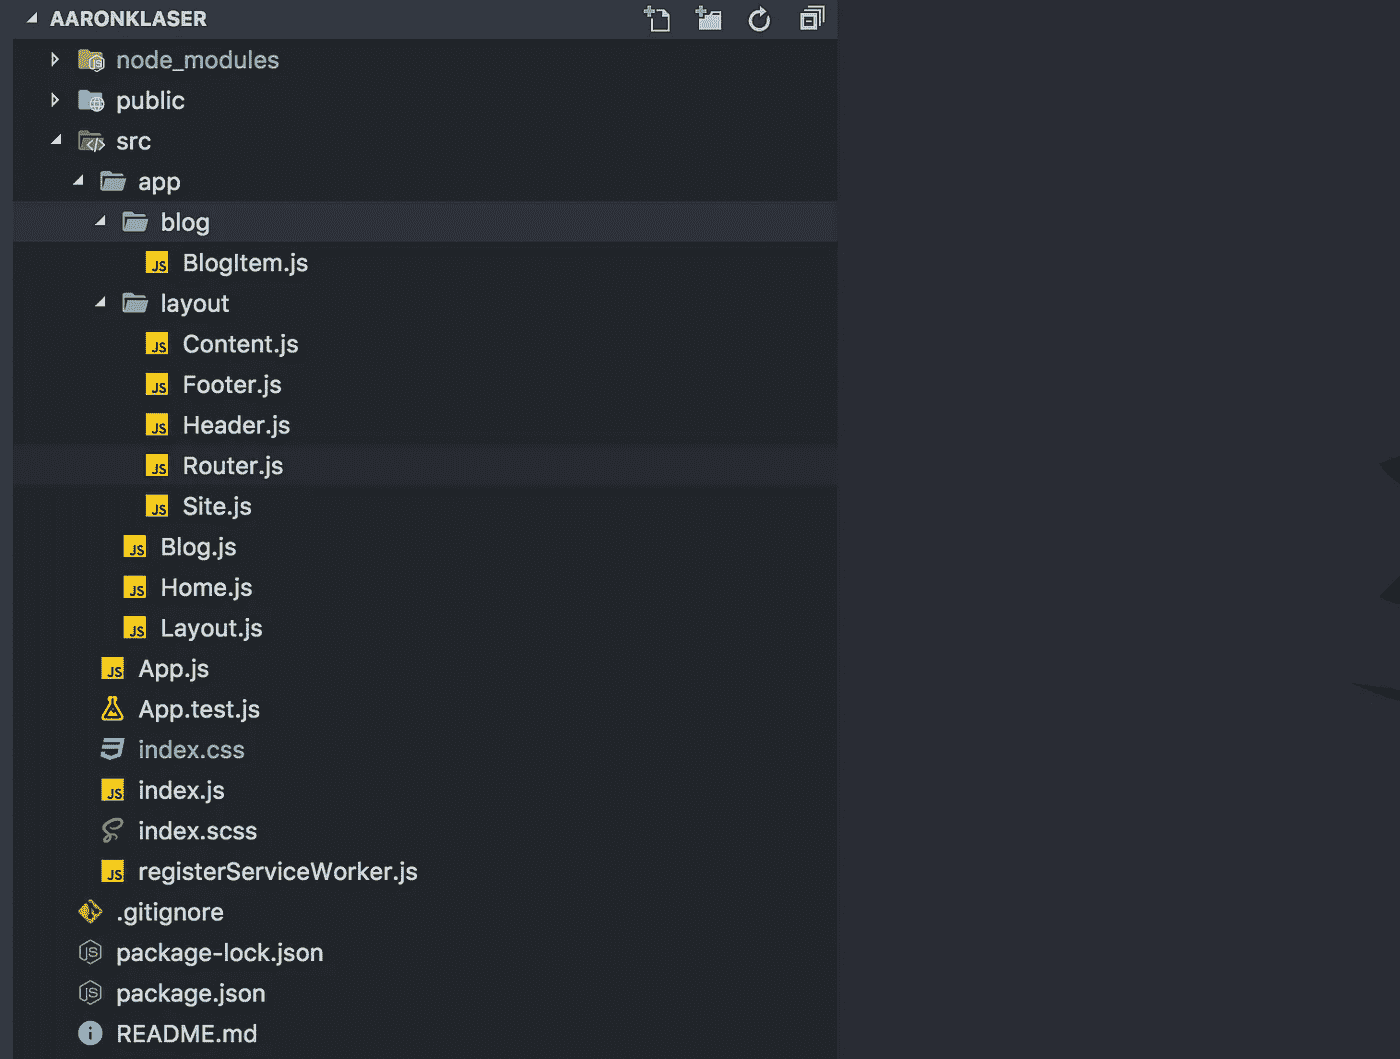 AARONKLASER
node_modules
public
src
app
blog
BlogItem.js
layout
Content.js
Footer.js
Header.js
Router.js
Site.js
Blog.js
Home.js
Layout.js
App.js
App.test.js
index.css
index.js
index.scss
registerServiceWorker.js
.gitignore
package-lock.json
package.json
README.md